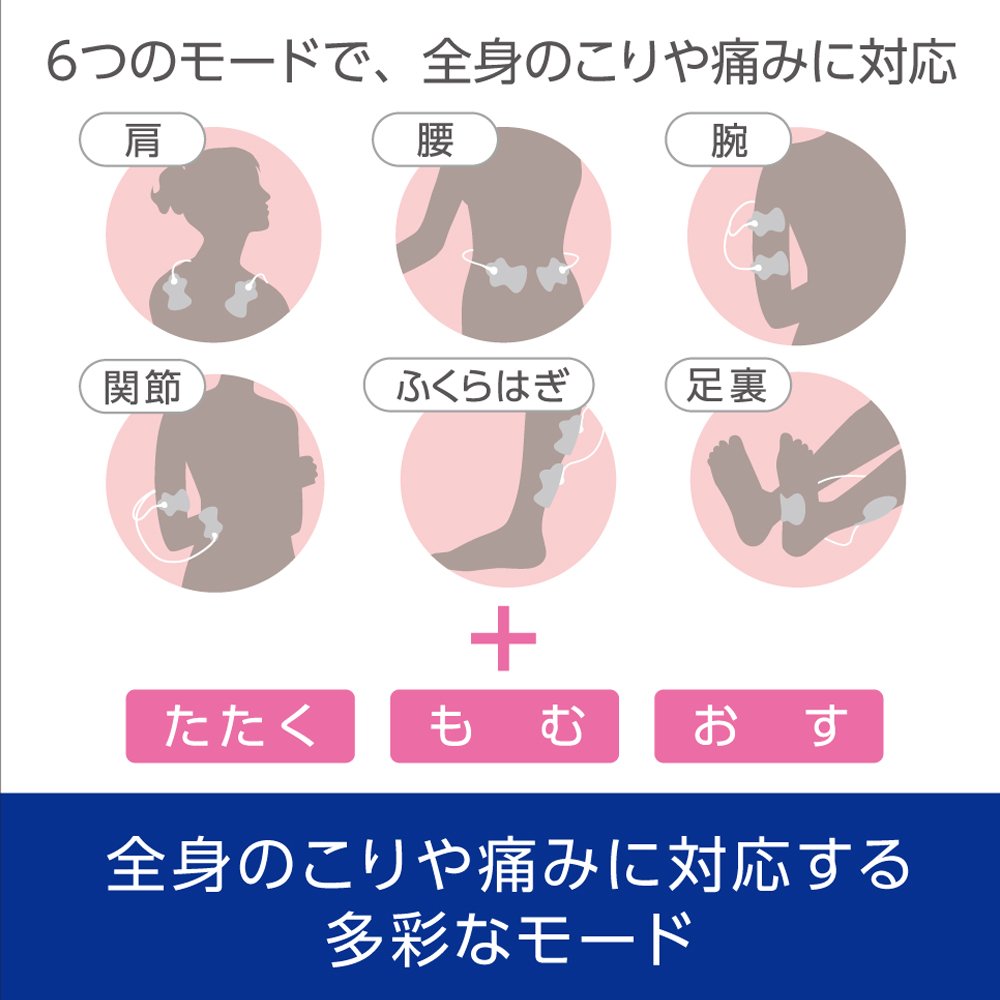 6つのモードで、全身のこりや痛みに対応
肩
腰
腕
関節
ふくらはぎ
足裏
+
たたく
もむ
おす
全身のこりや痛みに対応する
多彩なモード